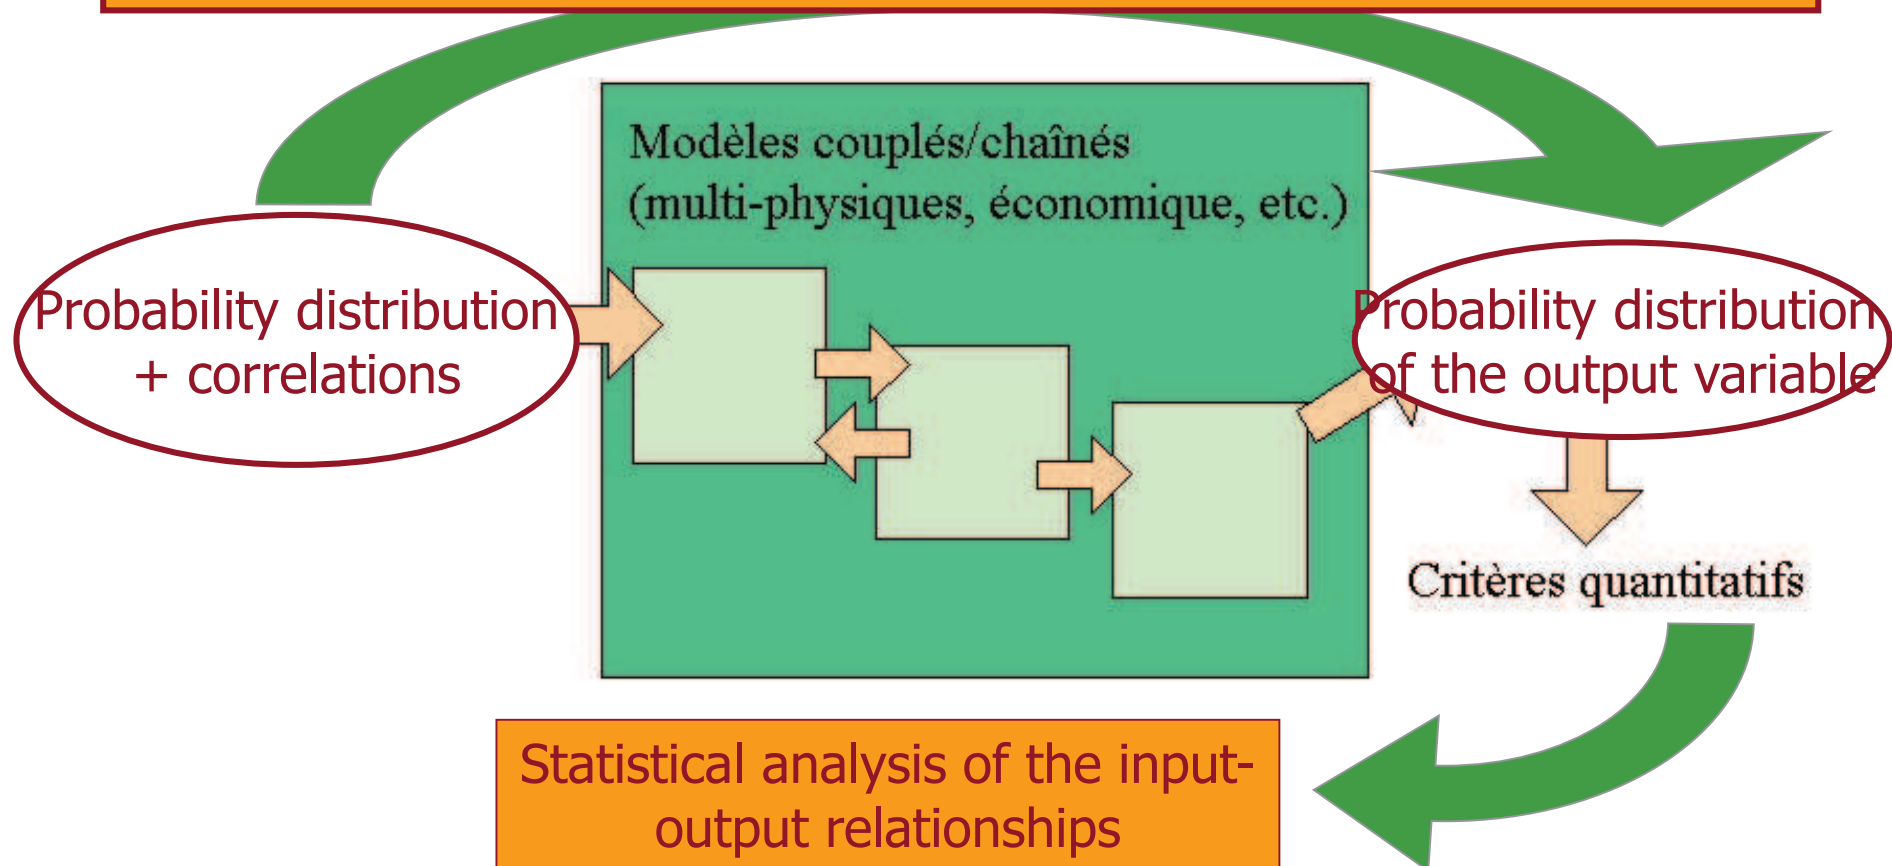 Modèles couplés/chaînés
(multi-physiques, économique, etc.)
Probability distribution
+ correlations
Probability distribution
of the output variable
Critères quantitatifs
Statistical analysis of the input-
output relationships